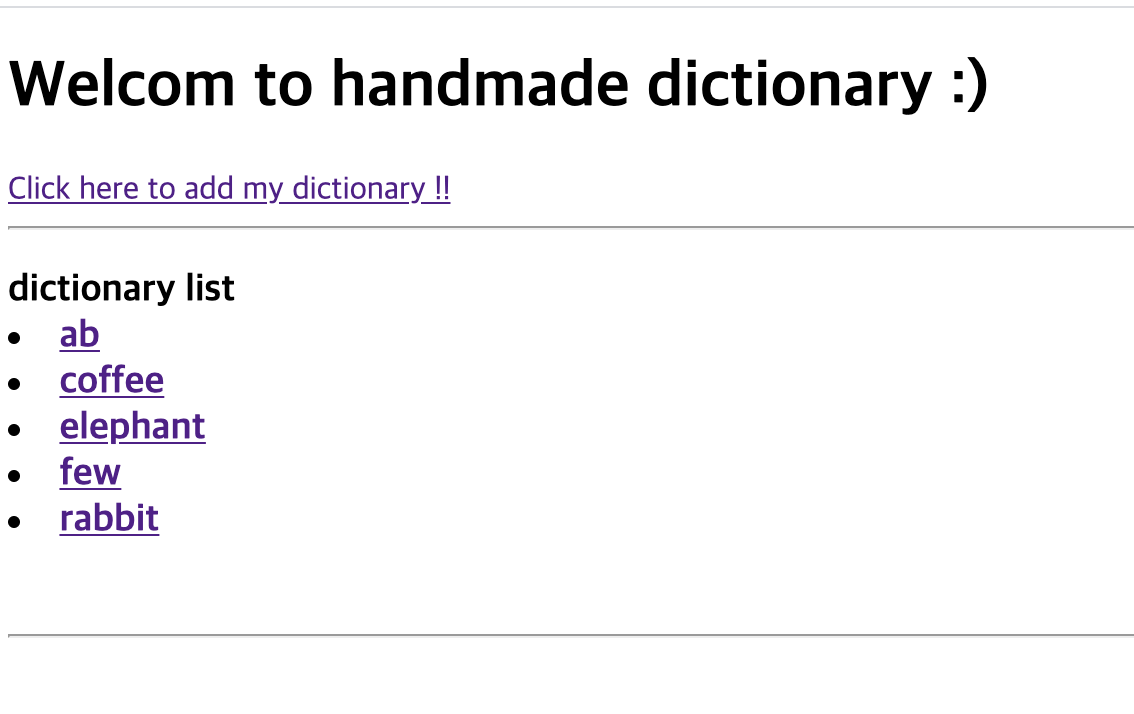 Welcom to handmade dictionary :)
Click here to add my dictionary !!
dictionary list
ab
coffee
elephant
few
rabbit